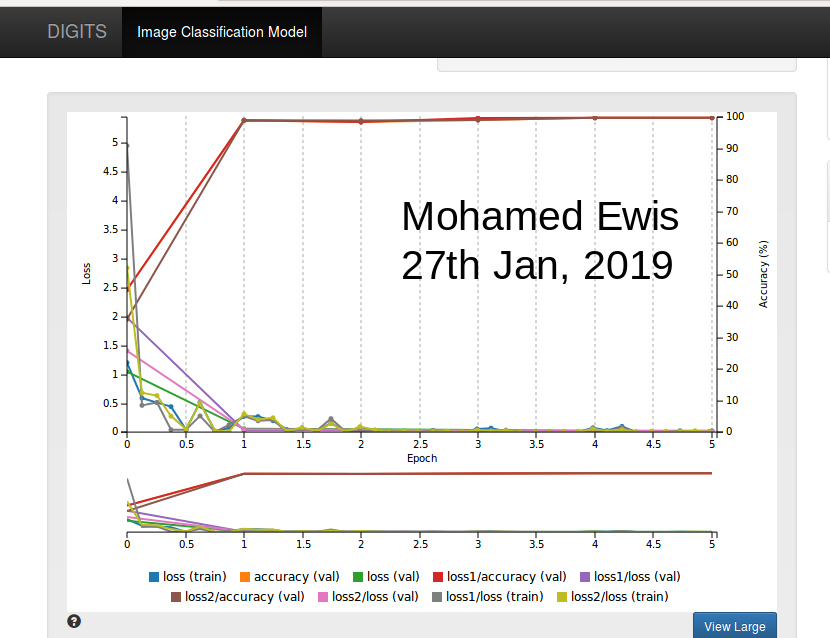 DIGITS Image Classification Model
Mohamed Ewis
27th Jan, 2019
Loss
5
4.5
4
3.5
3
2.5
2
1.5
1
0.5
0
100
90
80
70
60
50
40
30
20
10
0
Accuracy (%)
0 0.5 1 1.5 2 2.5 3 3.5 4 4.5 5
Epoch
0 0.5 1 1.5 2 2.5 3 3.5 4 4.5 5
loss (train) accuracy (val) loss (val) loss1/accuracy (val) loss1/loss (val)
loss2/accuracy (val) loss2/loss (val) loss1/loss (train) loss2/loss (train)
?
View Large